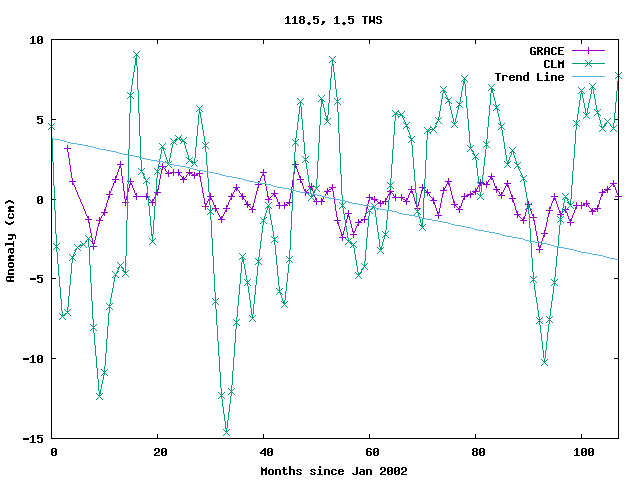 118.5, 1.5 TWS
GRACE
CLM
Trend Line
10
5
0
-5
-10
-15
Anomaly (cm)
0 20 40 60 80 100
Months since Jan 2002